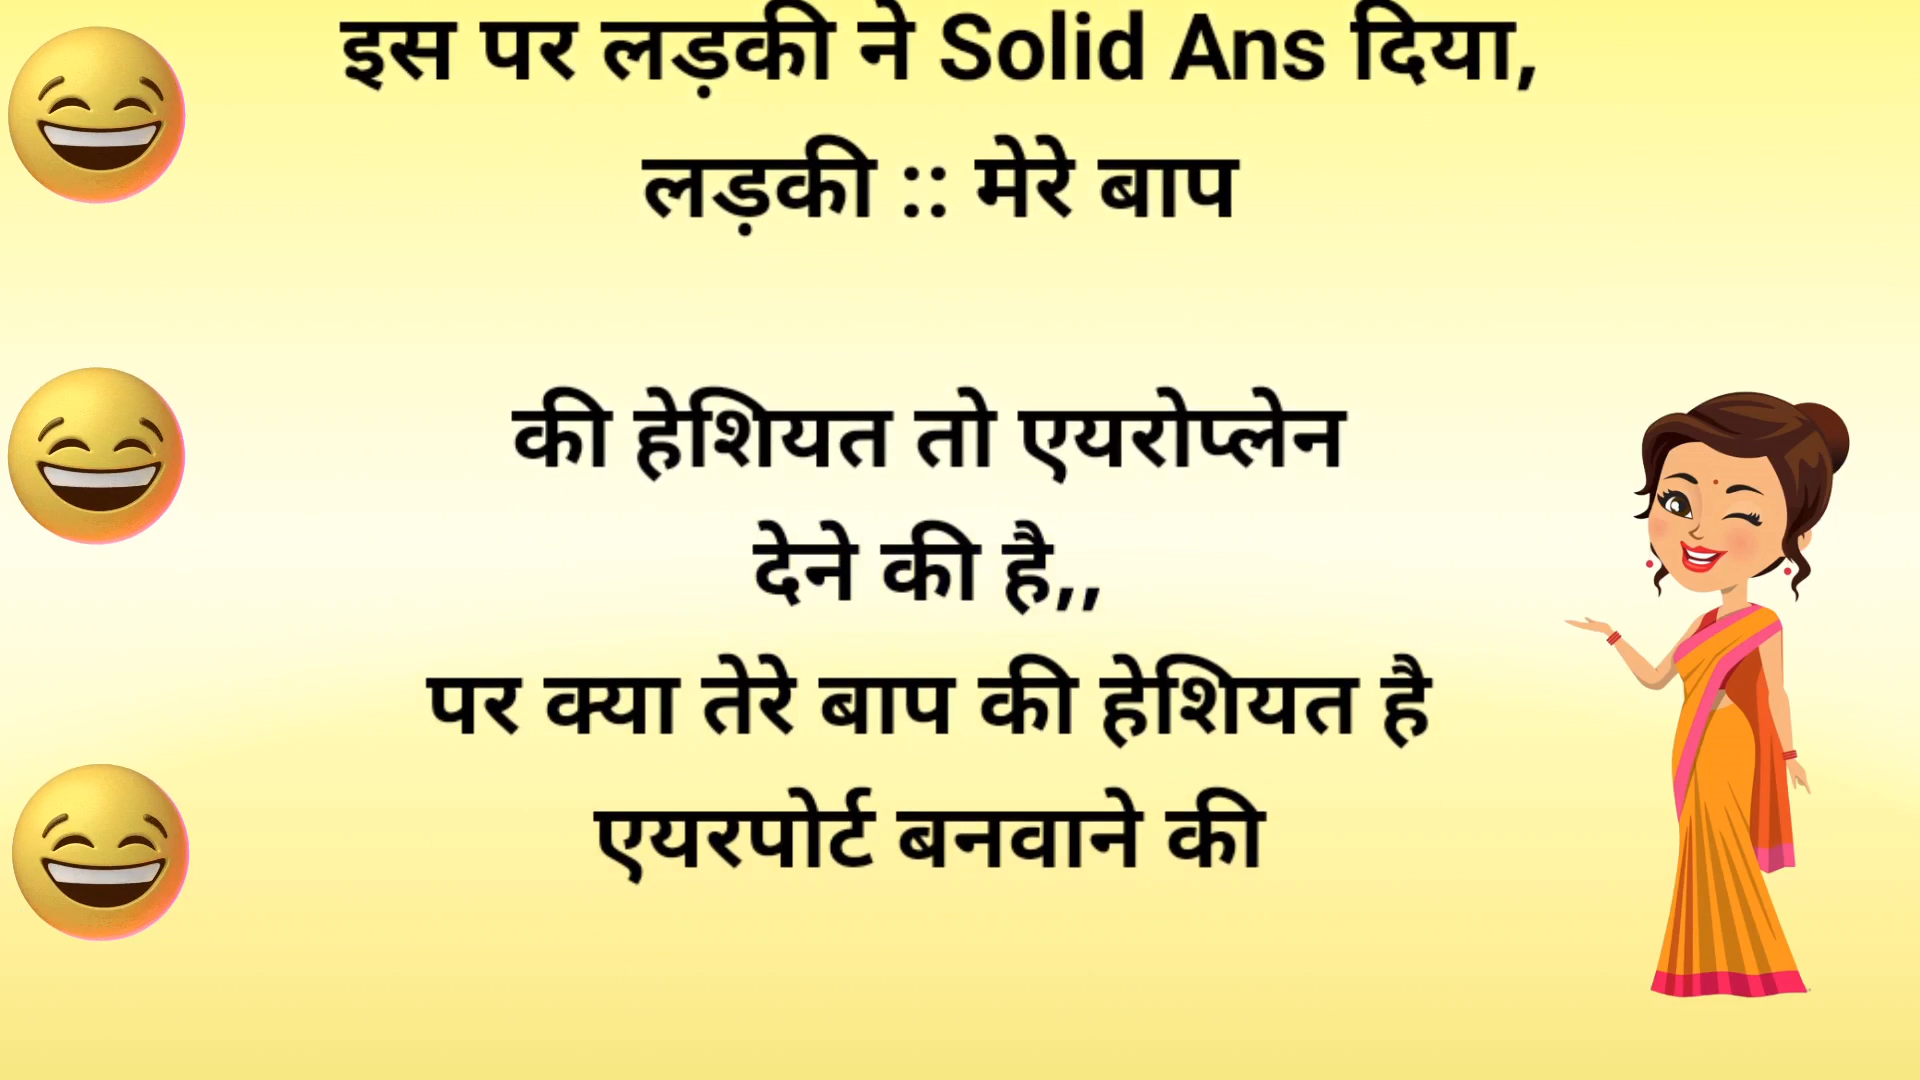 इस पर लड़की ने Solid Ans दिया,
लड़की :: मेरे बाप
की हेशियत तो एयरोप्लेन
देने की है,,
पर क्या तेरे बाप की हेशियत है
एयरपोर्ट बनवाने की